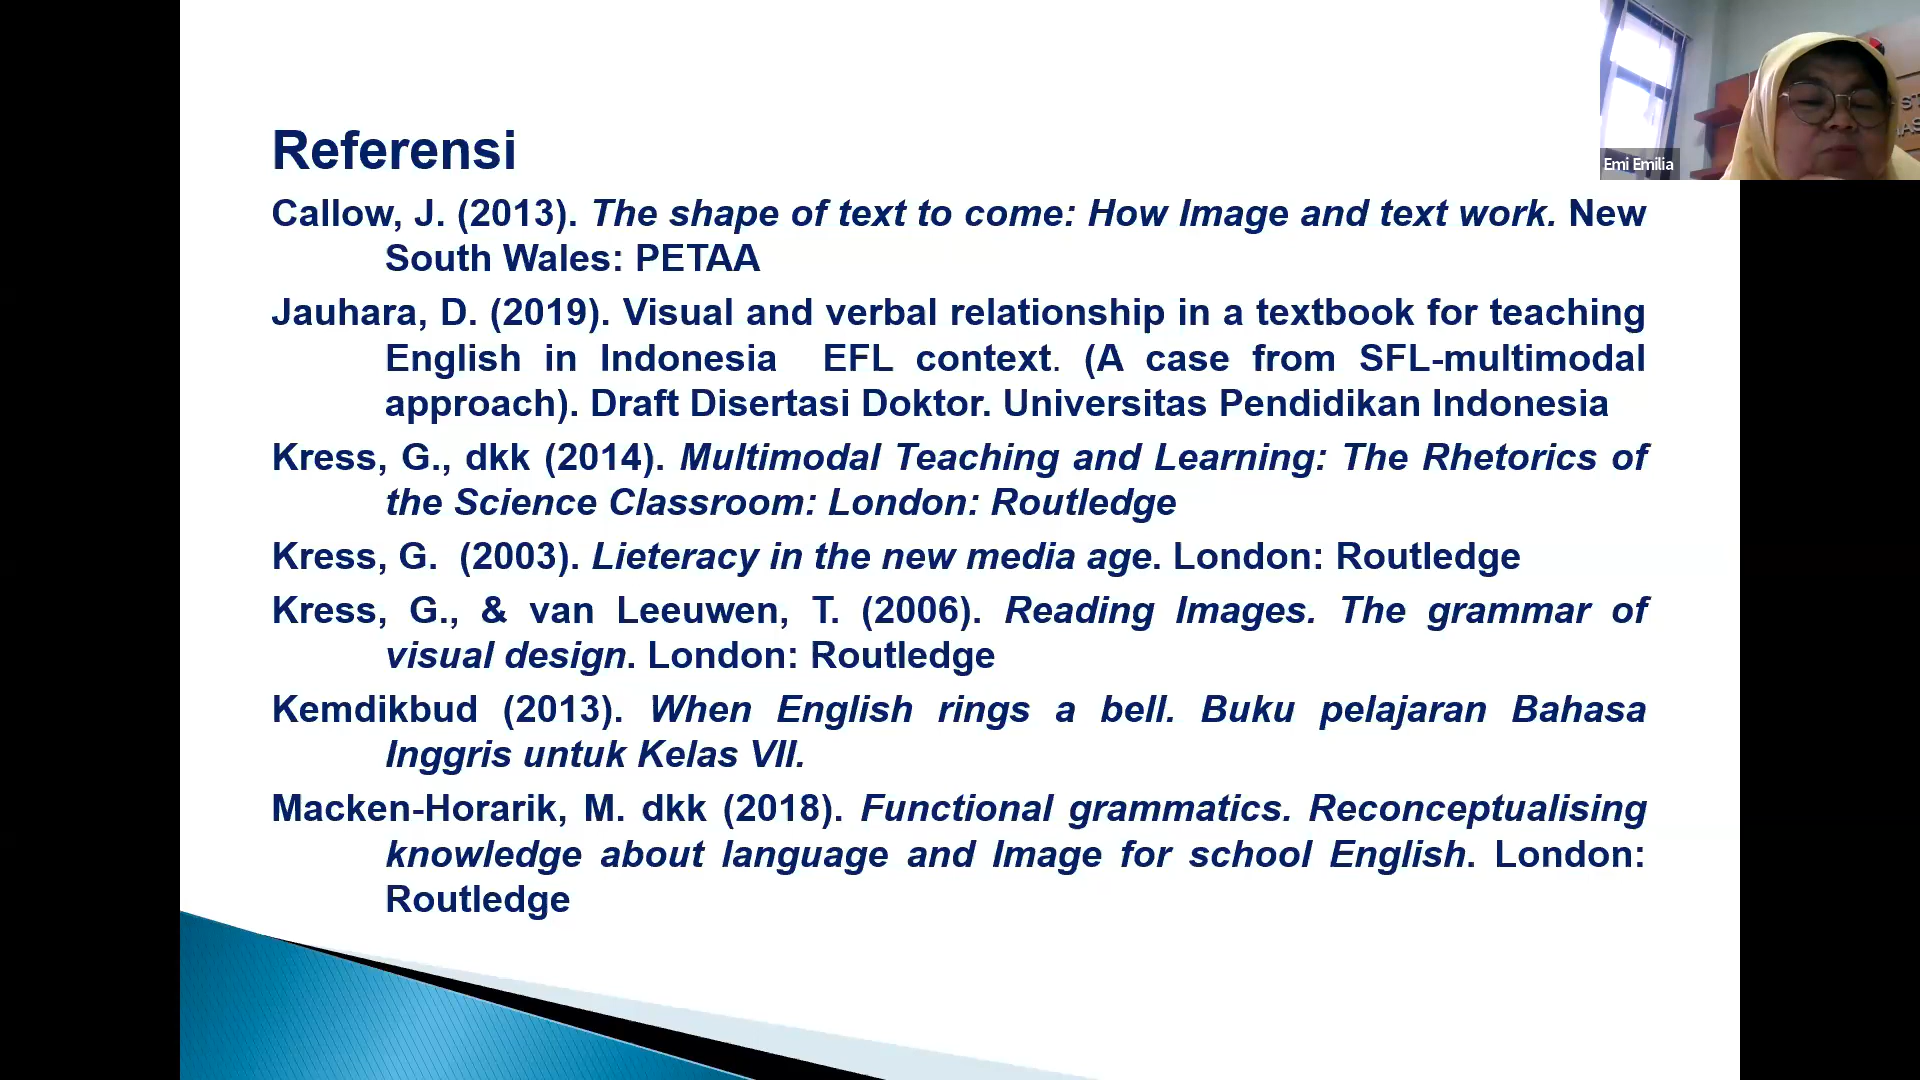 Referensi
Callow, J. (2013). The shape of text to come: How Image and text work. New
South Wales: PETAA
Jauhara, D. (2019). Visual and verbal relationship in a textbook for teaching
English in Indonesia EFL context. (A case from SFL-multimodal
approach). Draft Disertasi Doktor. Universitas Pendidikan Indonesia
Kress, G., dkk (2014). Multimodal Teaching and Learning: The Rhetorics of
the Science Classroom: London: Routledge
Kress, G. (2003). Lieteracy in the new media age. London: Routledge
Kress, G., & van Leeuwen, T. (2006). Reading Images. The grammar of
visual design. London: Routledge
Kemdikbud (2013). When English rings a bell. Buku pelajaran Bahasa
Inggris untuk Kelas VII.
Macken-Horarik, M. dkk (2018). Functional grammatics. Reconceptualising
knowledge about language and Image for school English. London:
Routledge
Emi Emilia